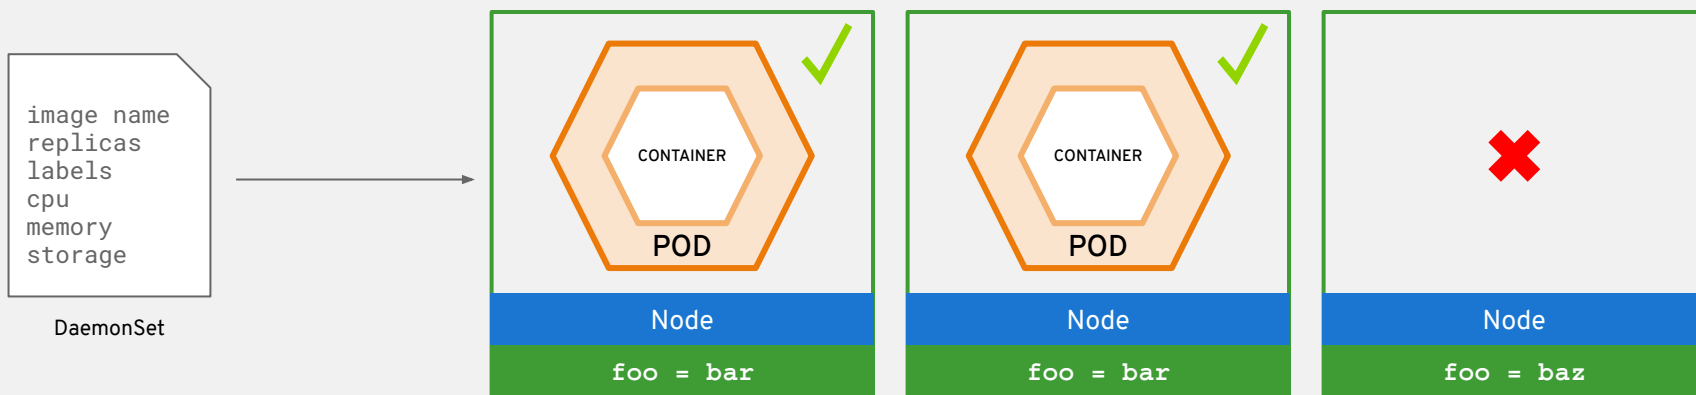 image name
replicas
labels
cpu
memory
storage
DaemonSet
CONTAINER
POD
Node
foo = bar
CONTAINER
POD
Node
foo = bar
Node
foo = baz